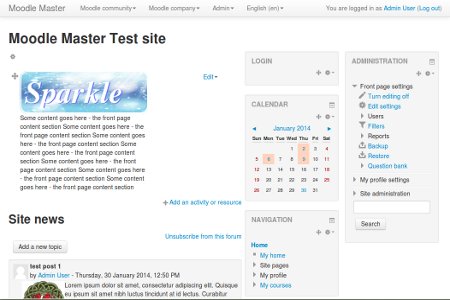 Moodle Master Moodle community Moodle company Admin English (en) You are logged in as Admin User (Log out)
Moodle Master Test site
Sparkle
Edit
Some content goes here - the front page
content section Some content goes here - the
front page content section Some content goes
here - the front page content section Some
content goes here - the front page content
section Some content goes here - the front
page content section Some content goes here
- the front page content section Some content
goes here - the front page content section
Add an activity or resource
Site news
Unsubscribe from this forum
Add a new topic
test post 1
by Admin User - Thursday, 30 January 2014, 12:50 PM
Lorem ipsum dolor sit amet, consectetur adipiscing elit. Quisque
eu ipsum sit amet nibh luctus tincidunt at id lectus. Curabitur
LOGIN
CALENDAR
January 2014
Sun Mon Tue Wed Thu Fri Sat
1 2 3 4
5 6 7 8 9 10 11
12 13 14 15 16 17 18
19 20 21 22 23 24 25
26 27 28 29 30 31
NAVIGATION
Home
My home
Site pages
My profile
My courses
ADMINISTRATION
Front page settings
Turn editing off
Edit settings
Users
Filters
Reports
Backup
Restore
Question bank
My profile settings
Site administration
Search